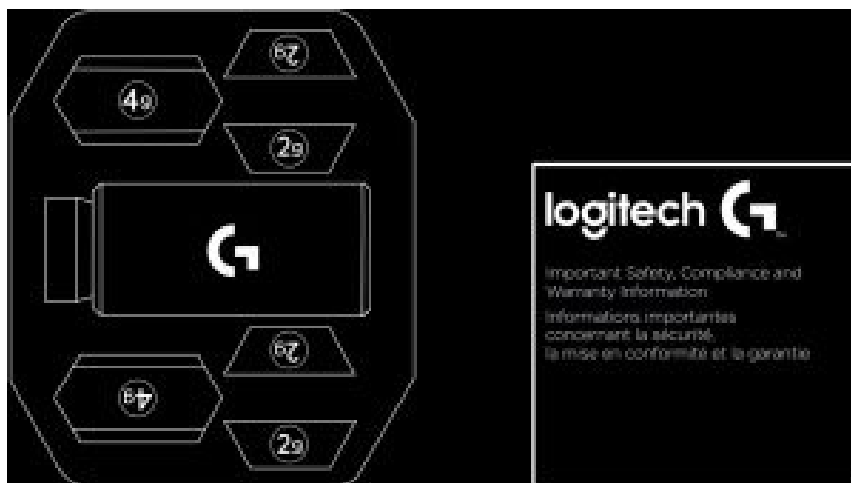 2g
4g
2g
2g
4g
2g
logitech G
Important Safety, Compliance and
Warranty Information
Informations importantes
concernant la sécurité,
la mise en conformité et la garantie